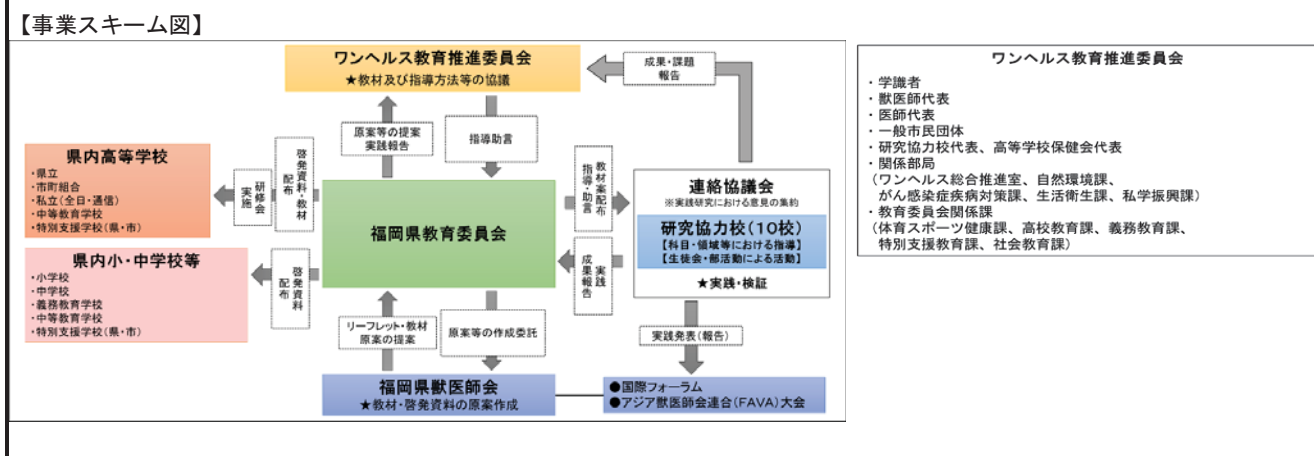 【事業スキーム図】
ワンヘルス教育推進委員会
★教材及び指導方法等の協議
成果・課題
報告
原案等の提案
実践報告
指導助言
県内高等学校
・県立
・市町組合
・私立(全日・通信)
・中等教育学校
・特別支援学校(県・市)
研修会
実施
啓発資料・教材
配布
福岡県教育委員会
教材案配布
指導・助言
連絡協議会
※実践研究における意見の集約
研究協力校(10校)
【科目・領域等における指導】
【生徒会・部活動による活動】
★実践・検証
県内小・中学校等
・小学校
・中学校
・義務教育学校
・中等教育学校
・特別支援学校(県・市)
啓発資料
配布
実践
成果報告
リーフレット・教材
原案の提案
原案等の作成委託
実践発表(報告)
福岡県獣医師会
★教材・啓発資料の原案作成
●国際フォーラム
●アジア獣医師会連合(FAVA)大会
ワンヘルス教育推進委員会
・学識者
・獣医師代表
・医師代表
・一般市民団体
・研究協力校代表、高等学校保健会代表
・関係部局
(ワンヘルス総合推進室、自然環境課、
がん感染症疾病対策課、生活衛生課、私学振興課)
・教育委員会関係課
(体育スポーツ健康課、高校教育課、義務教育課、
特別支援教育課、社会教育課)